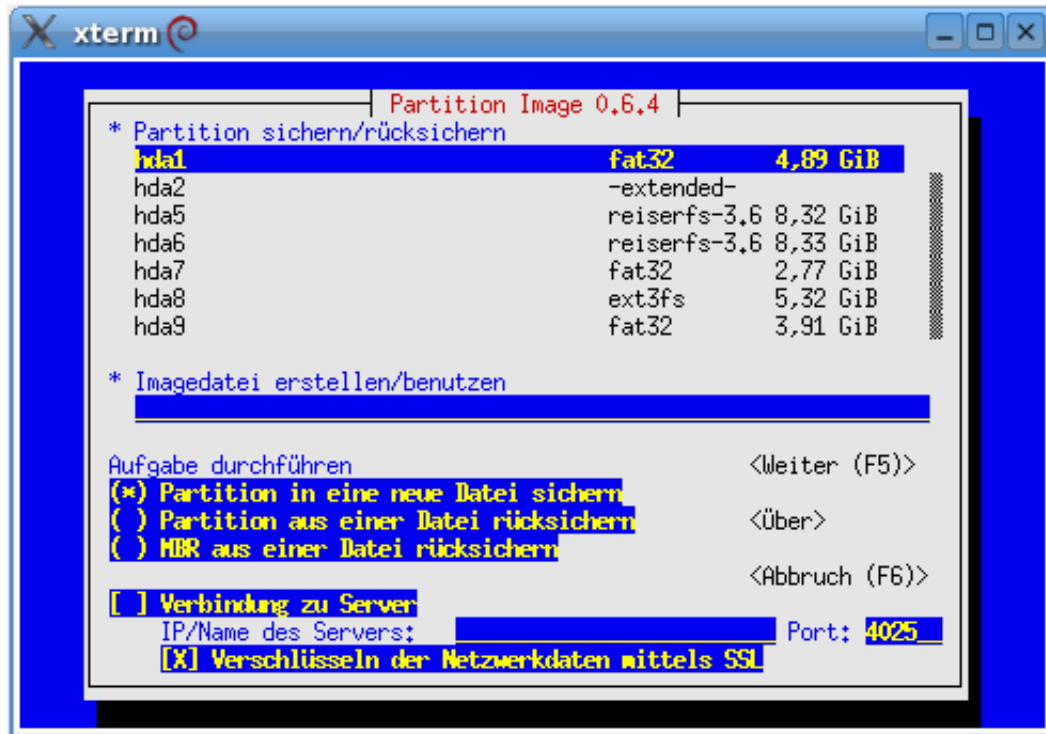 xterm
Partition Image 0.6.4
* Partition sichern/rücksichern
hda1 fat32 4,89 GiB
hda2 -extended-
hda5 reiserfs-3.6 8,32 GiB
hda6 reiserfs-3.6 8,33 GiB
hda7 fat32 2,77 GiB
hda8 ext3fs 5,32 GiB
hda9 fat32 3,91 GiB
* Imagedatei erstellen/benutzen
Aufgabe durchführen <Weiter (F5)>
(*) Partition in eine neue Datei sichern
( ) Partition aus einer Datei rücksichern <Über>
( ) MBR aus einer Datei rücksichern
<Abbruch (F6)>
[ ] Verbindung zu Server
IP/Name des Servers: Port: 4025__
[X] Verschlüsseln der Netzwerkdaten mittels SSL